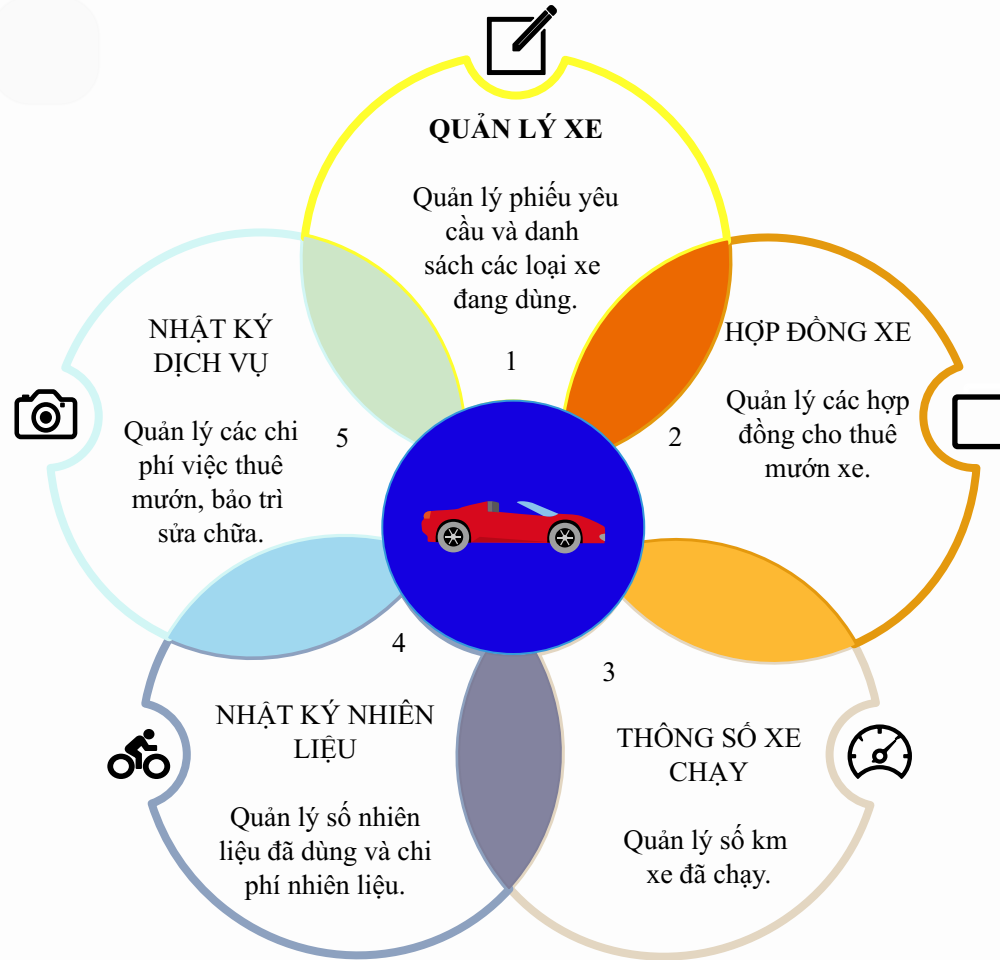 QUẢN LÝ XE
Quản lý phiếu yêu
cầu và danh
sách các loại xe
đang dùng.
1
HỢP ĐỒNG XE
Quản lý các hợp
đồng cho thuê
mướn xe.
2
3
THÔNG SỐ XE
CHẠY
Quản lý số km
xe đã chạy.
4
NHẬT KÝ NHIÊN
LIỆU
Quản lý số nhiên
liệu đã dùng và chi
phí nhiên liệu.
NHẬT KÝ
DỊCH VỤ
Quản lý các chi
phí việc thuê
mướn, bảo trì
sửa chữa.
5